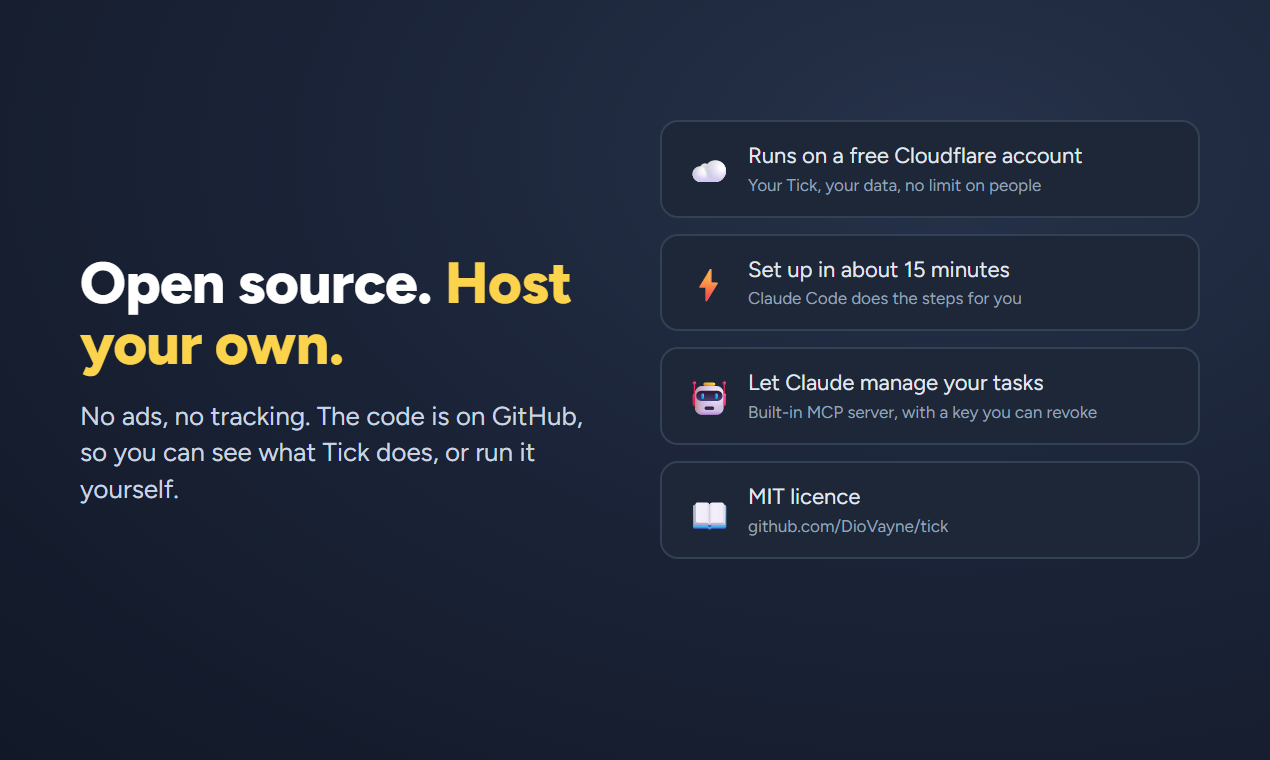 Open source. Host
your own.
No ads, no tracking. The code is on GitHub,
so you can see what Tick does, or run it
yourself.
Runs on a free Cloudflare account
Your Tick, your data, no limit on people
Set up in about 15 minutes
Claude Code does the steps for you
Let Claude manage your tasks
Built-in MCP server, with a key you can revoke
MIT licence
github.com/DioVayne/tick